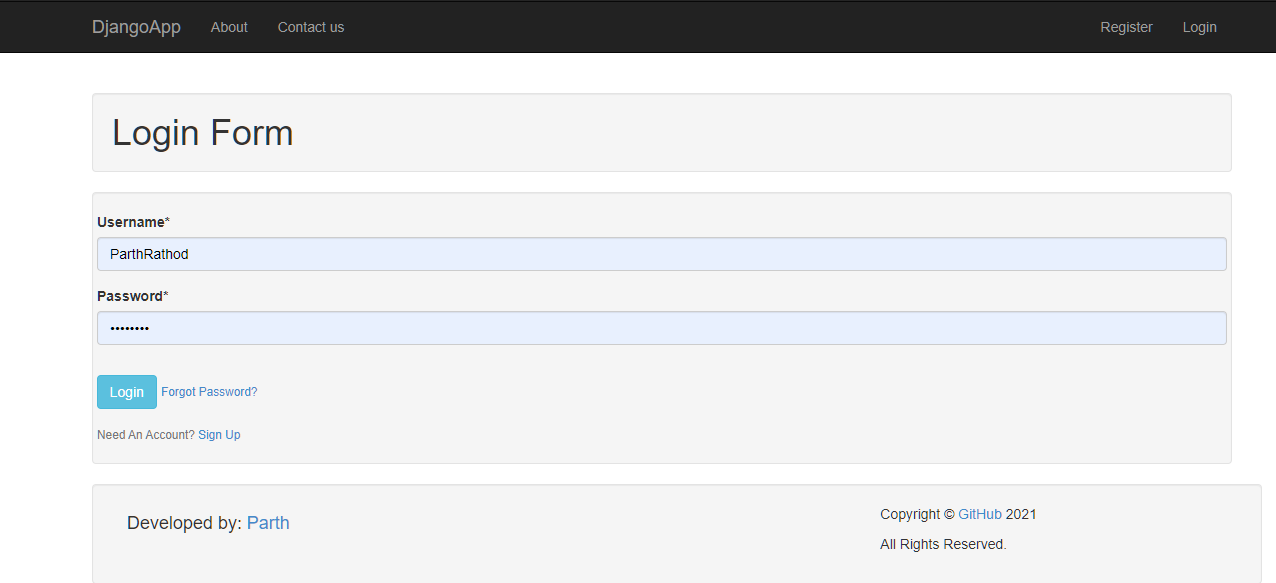 DjangoApp About Contact us Register Login
Login Form
Username*
ParthRathod
Password*
••••••••
Login Forgot Password?
Need An Account? Sign Up
Developed by: Parth
Copyright © GitHub 2021
All Rights Reserved.